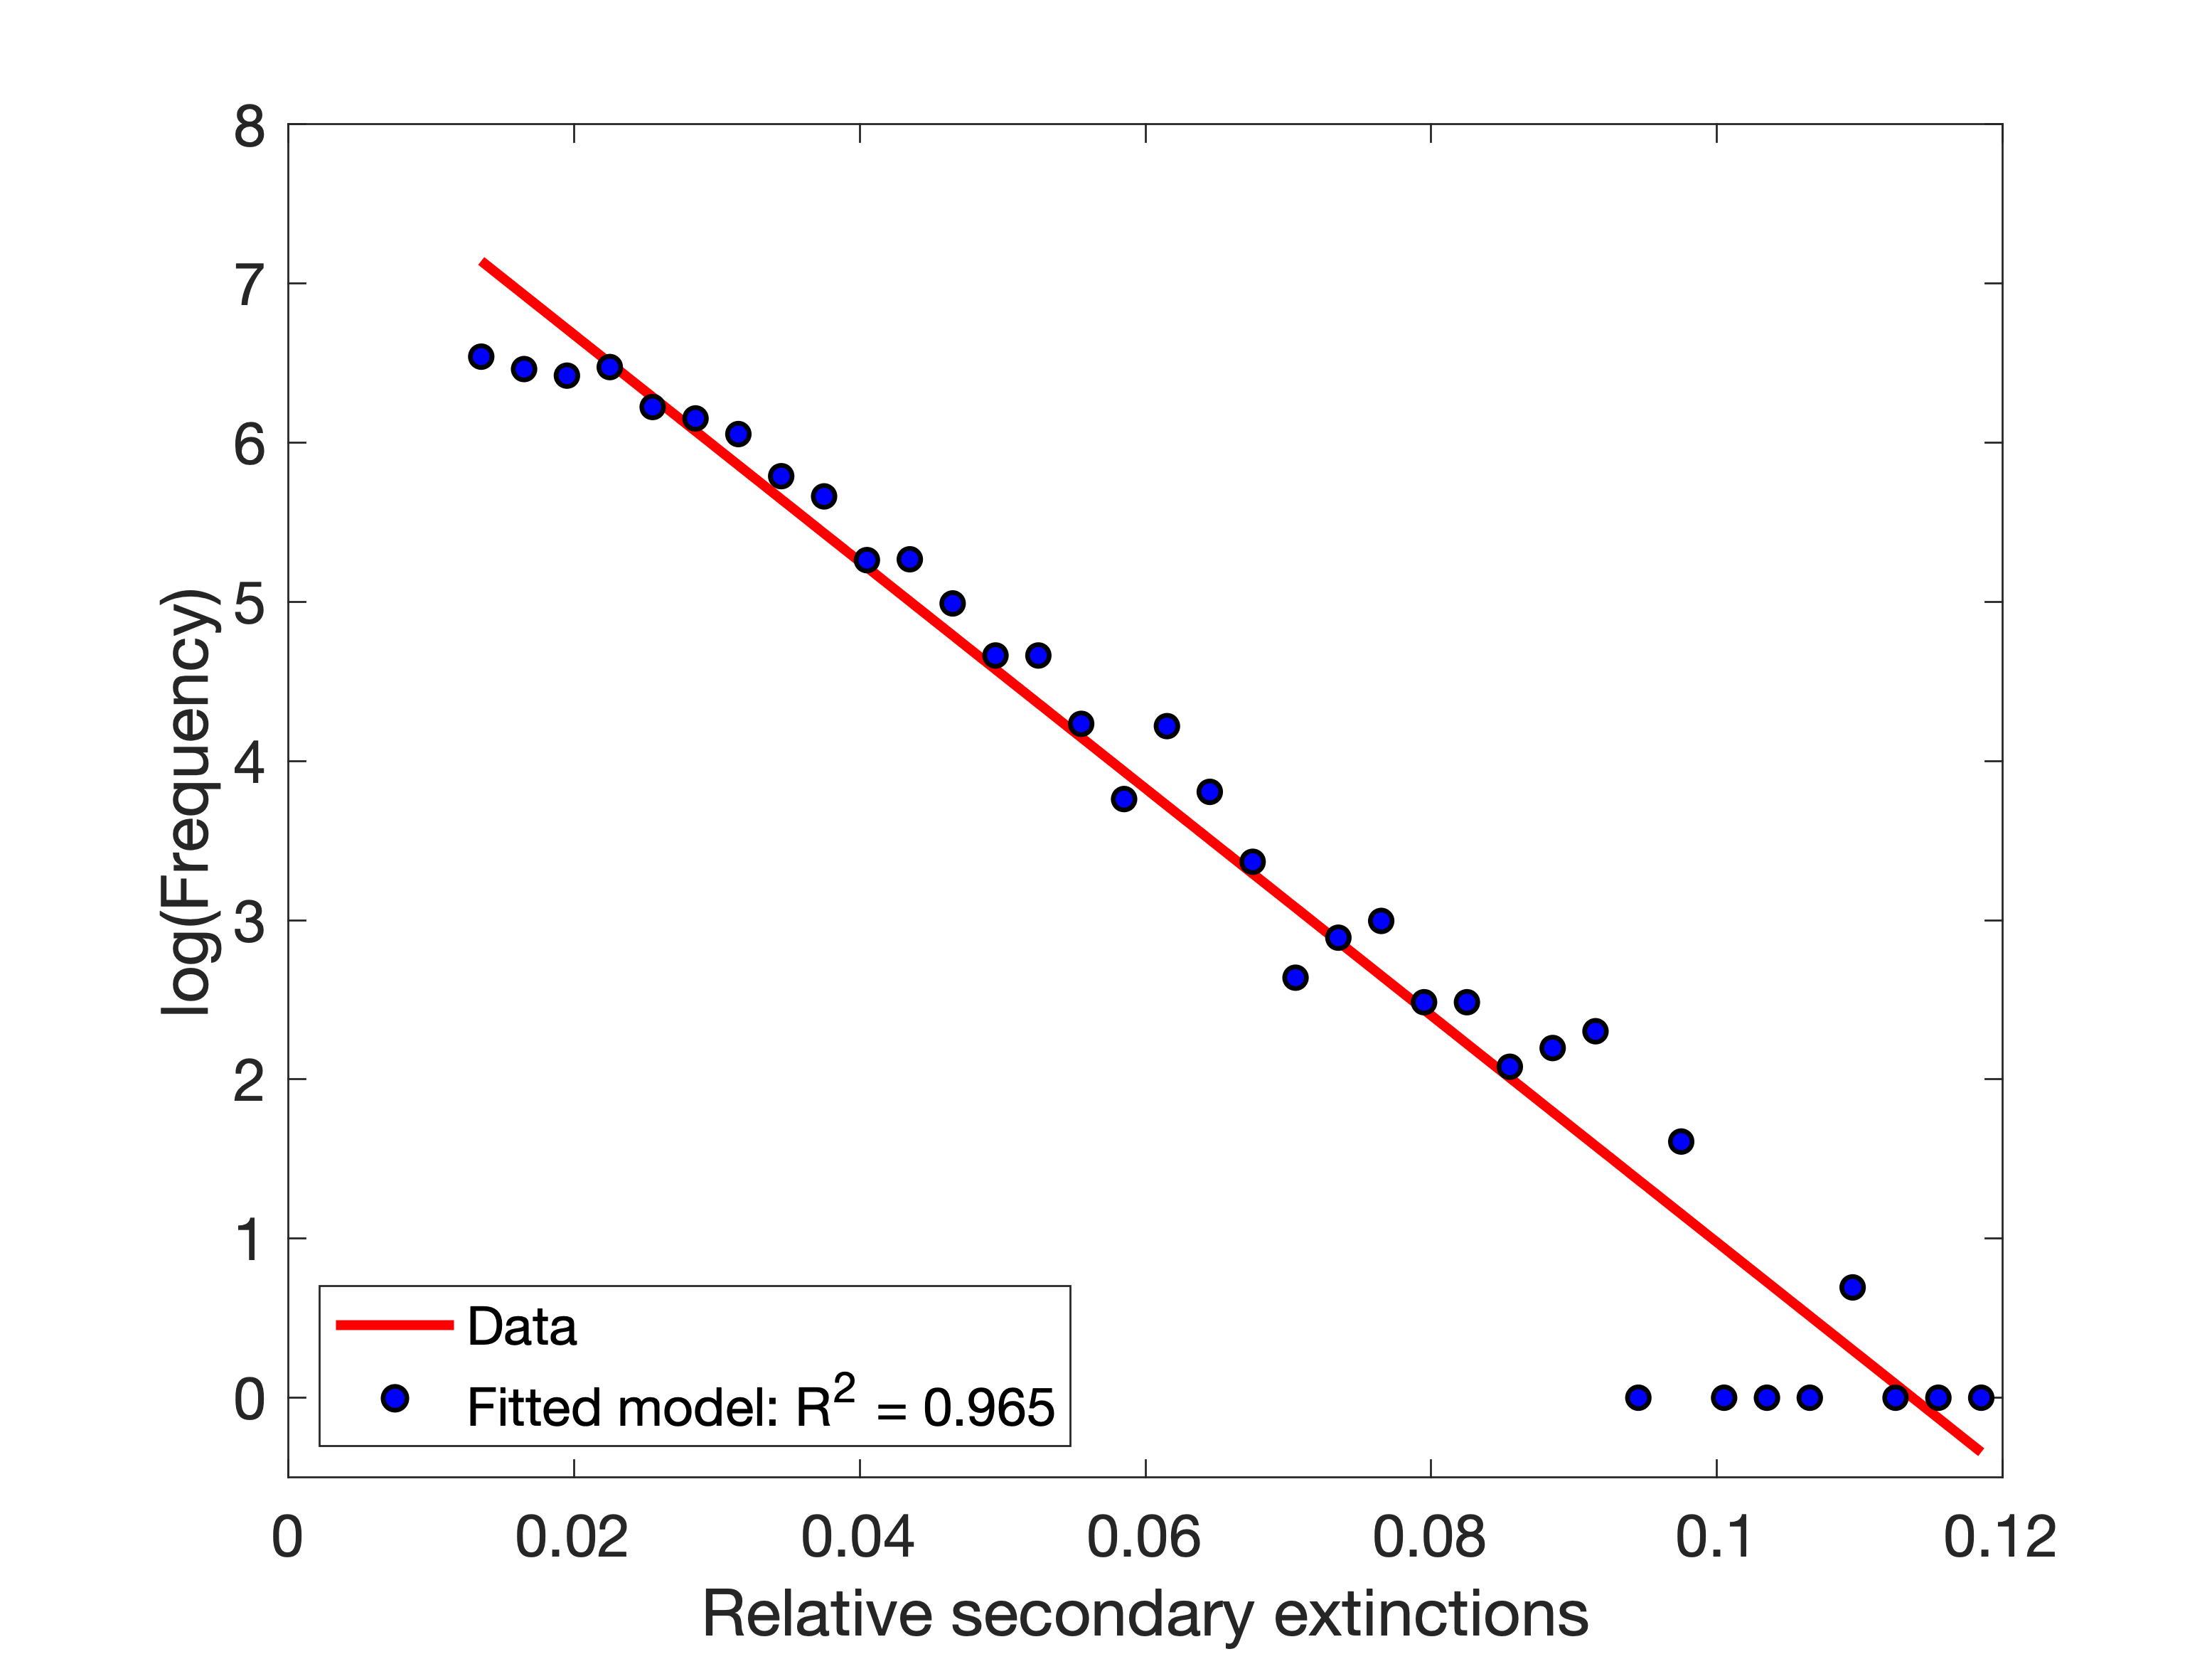 8
7
6
5
4
3
2
1
0
log(Frequency)
Data
Fitted model: R² = 0.965
0 0.02 0.04 0.06 0.08 0.1 0.12
Relative secondary extinctions